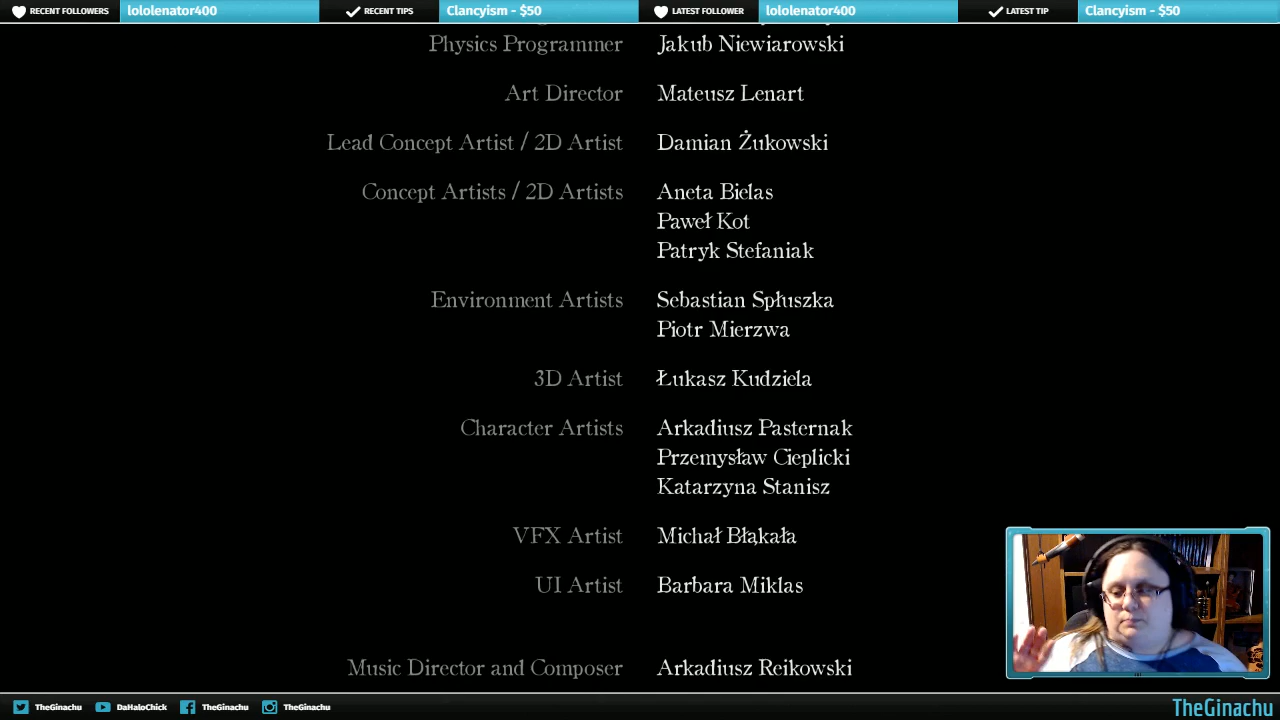 RECENT FOLLOWERS lololenator400 RECENT TIPS Clancyism - $50 LATEST FOLLOWER lololenator400 LATEST TIP Clancyism - $50
Physics Programmer Jakub Niewiarowski
Art Director Mateusz Lenart
Lead Concept Artist / 2D Artist Damian Żukowski
Concept Artists / 2D Artists Aneta Bielas
Paweł Kot
Patryk Stefaniak
Environment Artists Sebastian Spłuszka
Piotr Mierzwa
3D Artist Łukasz Kudziela
Character Artists Arkadiusz Pasternak
Przemysław Cieplicki
Katarzyna Stanisz
VFX Artist Michał Błąkała
UI Artist Barbara Miklas
Music Director and Composer Arkadiusz Reikowski
TheGinachu DaHaloChick TheGinachu TheGinachu TheGinachu